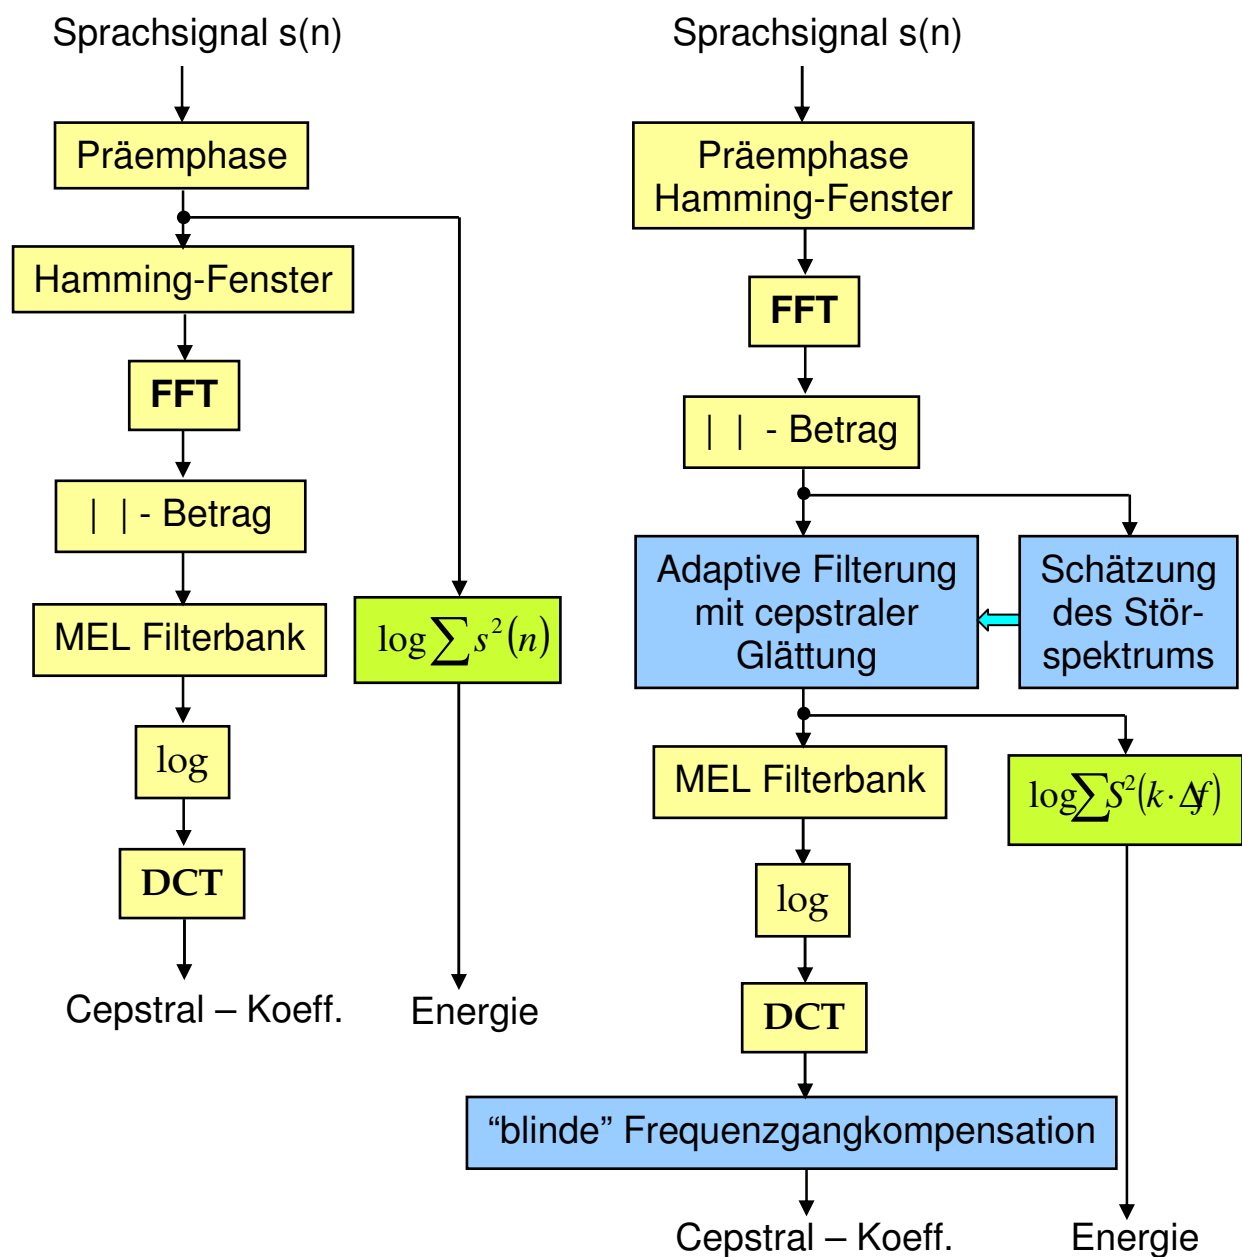 Sprachsignal s(n)
Präemphase
Hamming-Fenster
FFT
| | - Betrag
MEL Filterbank
log
DCT
Cepstral – Koeff.
log ∑ s²(n)
Energie
Sprachsignal s(n)
Präemphase
Hamming-Fenster
FFT
| | - Betrag
Adaptive Filterung
mit cepstraler
Glättung
Schätzung
des Stör-
spektrums
MEL Filterbank
log
DCT
“blinde” Frequenzgangkompensation
Cepstral – Koeff.
log∑S²(k·Δf)
Energie